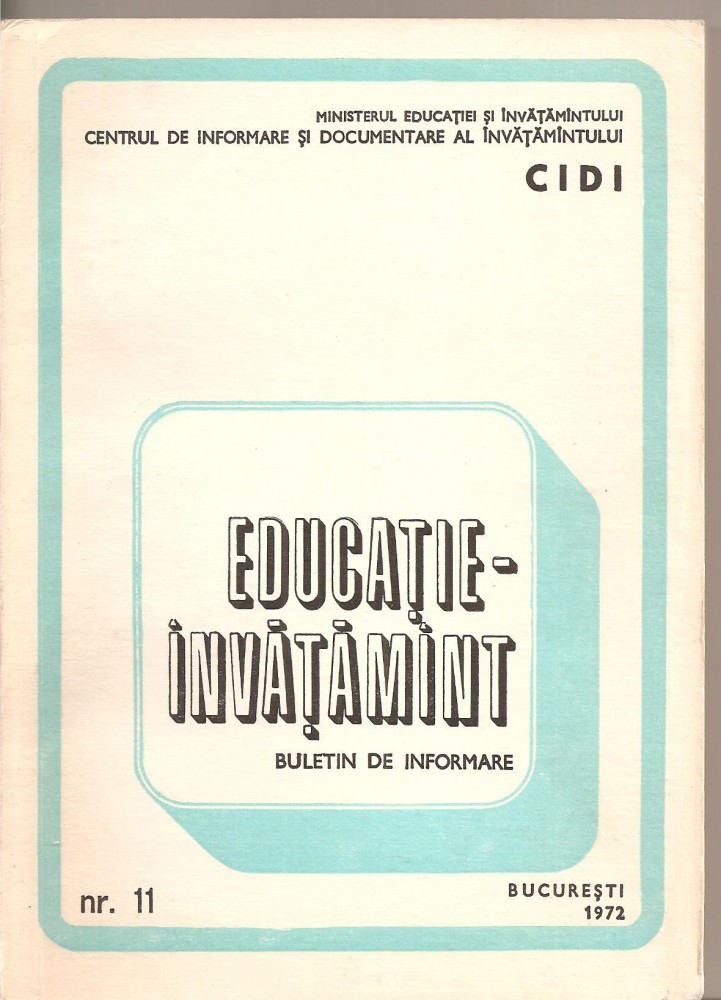 MINISTERUL EDUCAȚIEI ȘI ÎNVĂȚĂMÎNTULUI
CENTRUL DE INFORMARE ȘI DOCUMENTARE AL ÎNVĂȚĂMÎNTULUI
CIDI
EDUCAȚIE-
ÎNVĂȚĂMÎNT
BULETIN DE INFORMARE
nr. 11
BUCUREȘTI
1972